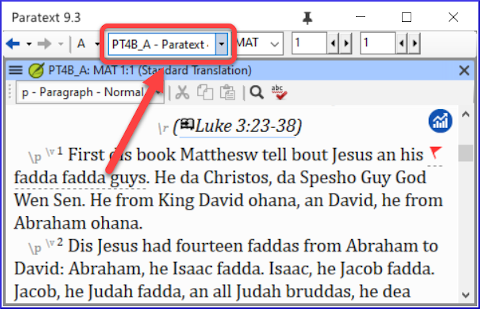 Paratext 9.3
A PT4B_A - Paratext MAT 1 1
PT4B_A: MAT 1:1 (Standard Translation)
p - Paragraph - Normal abc
\r (Luke 3:23-38)
\p \v 1 First dis book Matthesw tell bout Jesus an his
fadda fadda guys. He da Christos, da Spesho Guy God
Wen Sen. He from King David ohana, an David, he from
Abraham ohana.
\p \v 2 Dis Jesus had fourteen faddas from Abraham to
David: Abraham, he Isaac fadda. Isaac, he Jacob fadda.
Jacob, he Judah fadda, an all Judah bruddas, he dea